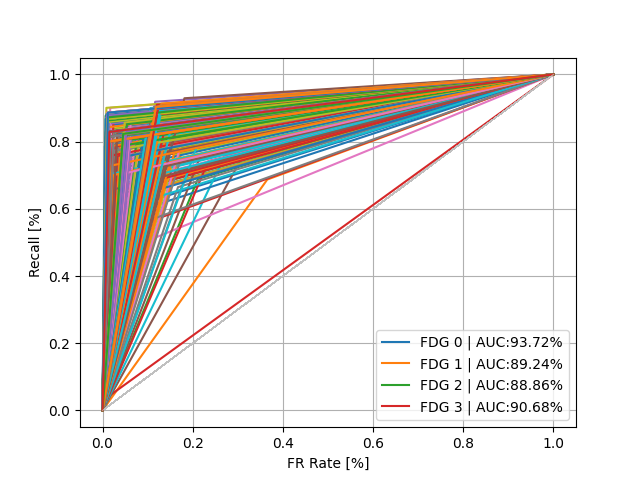 1.0
0.8
0.6
0.4
0.2
0.0
Recall [%]
0.0 0.2 0.4 0.6 0.8 1.0
FR Rate [%]
FDG 0 | AUC:93.72%
FDG 1 | AUC:89.24%
FDG 2 | AUC:88.86%
FDG 3 | AUC:90.68%